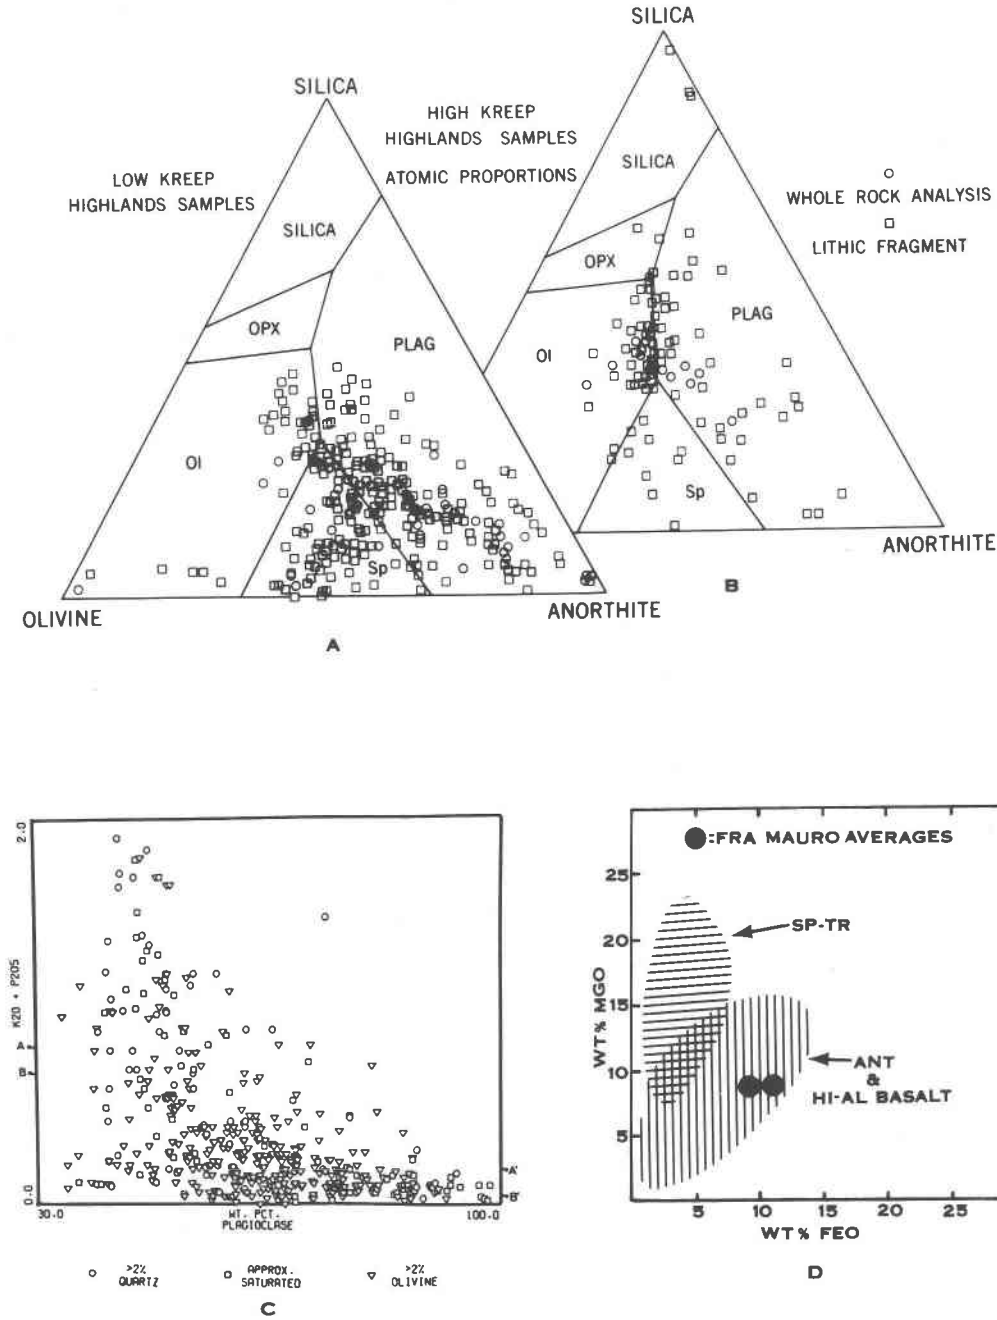 SILICA
LOW KREEP
HIGHLANDS SAMPLES
SILICA
OPX
PLAG
Ol
Sp
OLIVINE
ANORTHITE
A
HIGH KREEP
HIGHLANDS SAMPLES
ATOMIC PROPORTIONS
SILICA
SILICA
OPX
PLAG
Ol
Sp
ANORTHITE
B
WHOLE ROCK ANALYSIS
LITHIC FRAGMENT
2.0
K2O + P2O5
A
B
0.0
A'
B'
30.0
WT. PCT.
PLAGIOCLASE
100.0
>2%
QUARTZ
APPROX.
SATURATED
>2%
OLIVINE
C
=FRA MAURO AVERAGES
25
20
15
10
5
WT% MGO
SP-TR
ANT
&
HI-AL BASALT
5
10
15
20
25
WT% FEO
D